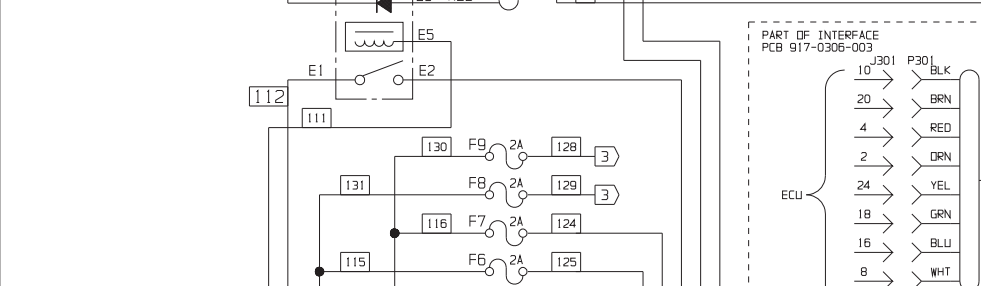 E5
E1
E2
112
111
130
F9
2A
128
3
131
F8
2A
129
3
116
F7
2A
124
115
F6
2A
125
PART OF INTERFACE
PCB 917-0306-003
J301 P301
ECU
10 BLK
20 BRN
4 RED
2 ORN
24 YEL
18 GRN
16 BLU
8 WHT